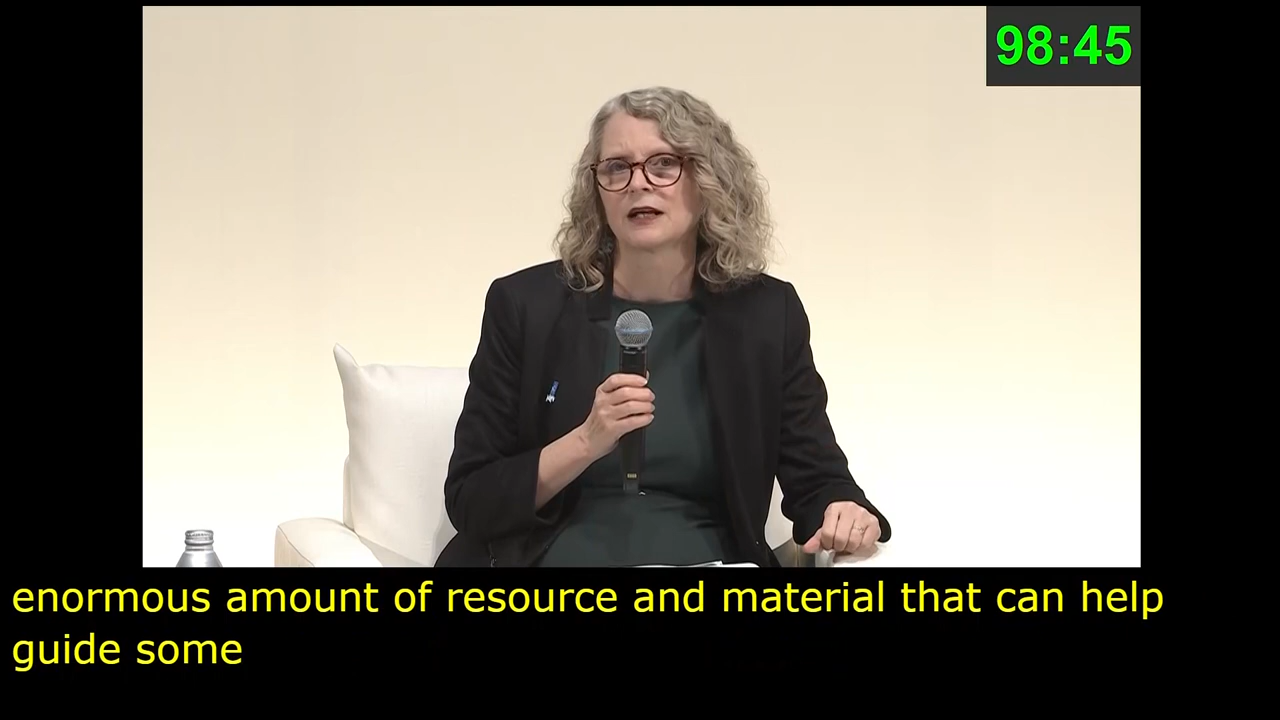 98:45
enormous amount of resource and material that can help
guide some